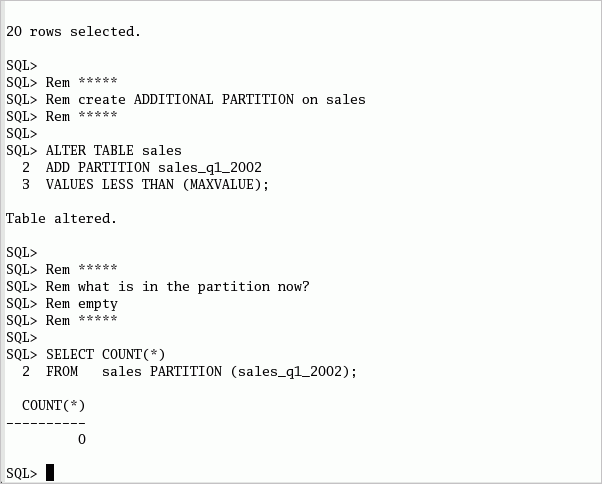 20 rows selected.
SQL>
SQL> Rem *****
SQL> Rem create ADDITIONAL PARTITION on sales
SQL> Rem *****
SQL>
SQL> ALTER TABLE sales
  2  ADD PARTITION sales_q1_2002
  3  VALUES LESS THAN (MAXVALUE);
Table altered.
SQL>
SQL> Rem *****
SQL> Rem what is in the partition now?
SQL> Rem empty
SQL> Rem *****
SQL>
SQL> SELECT COUNT(*)
  2  FROM   sales PARTITION (sales_q1_2002);
  COUNT(*)
----------
         0
SQL>